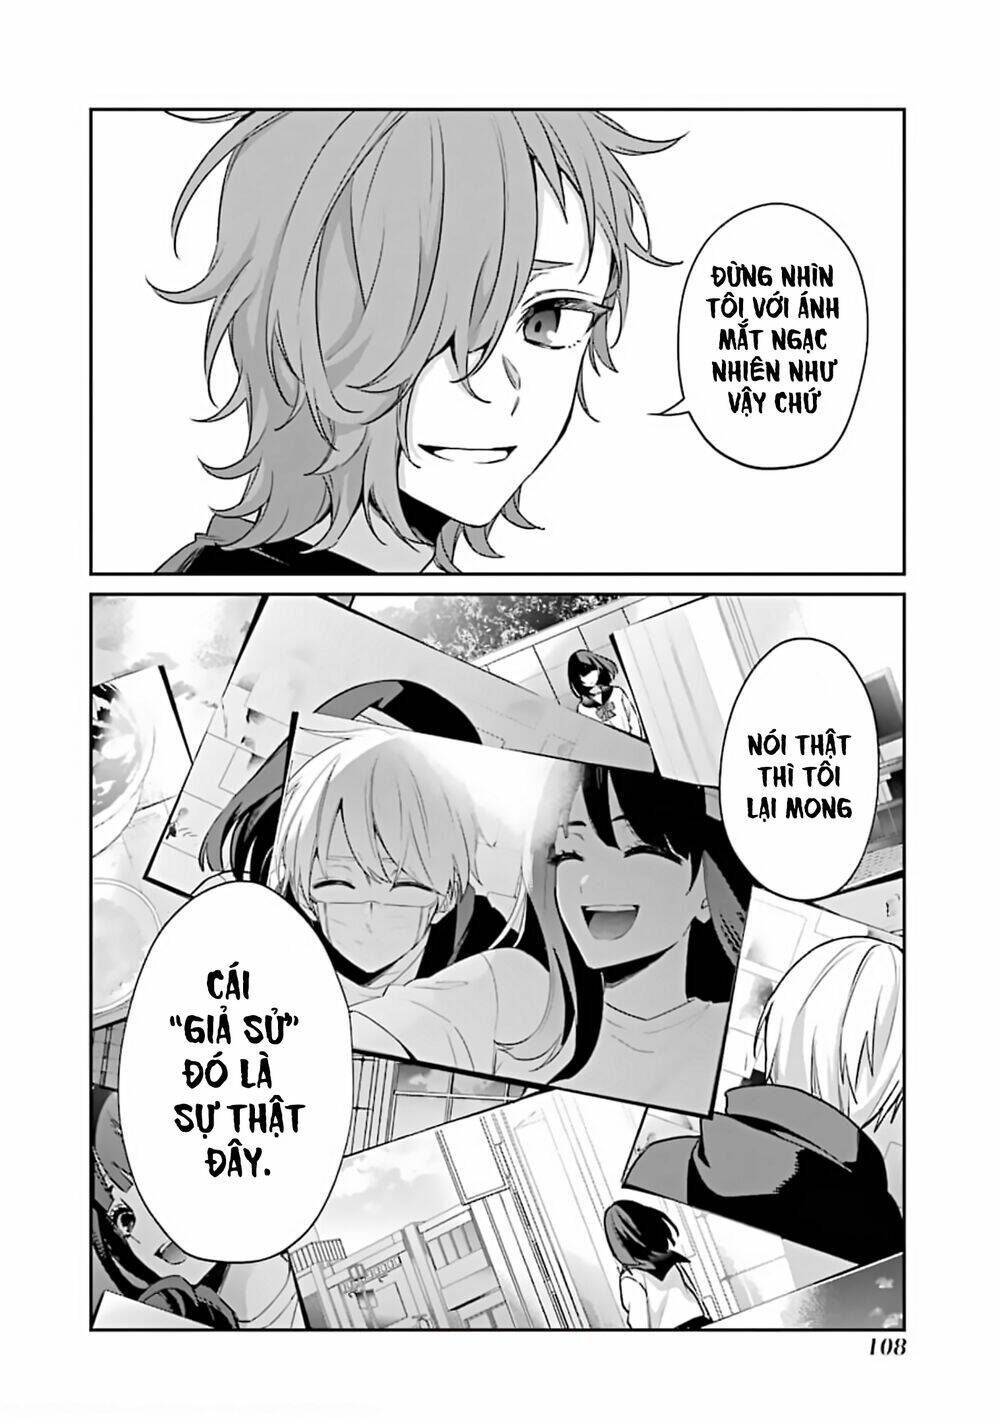 ĐỪNG NHÌN
TÔI VỚI ÁNH
MẮT NGẠC
NHIÊN NHƯ
VẬY CHỨ
NÓI THẬT
THÌ TÔI
LẠI MONG
CÁI
“GIẢ SỬ”
ĐÓ LÀ
SỰ THẬT
ĐẤY.
108